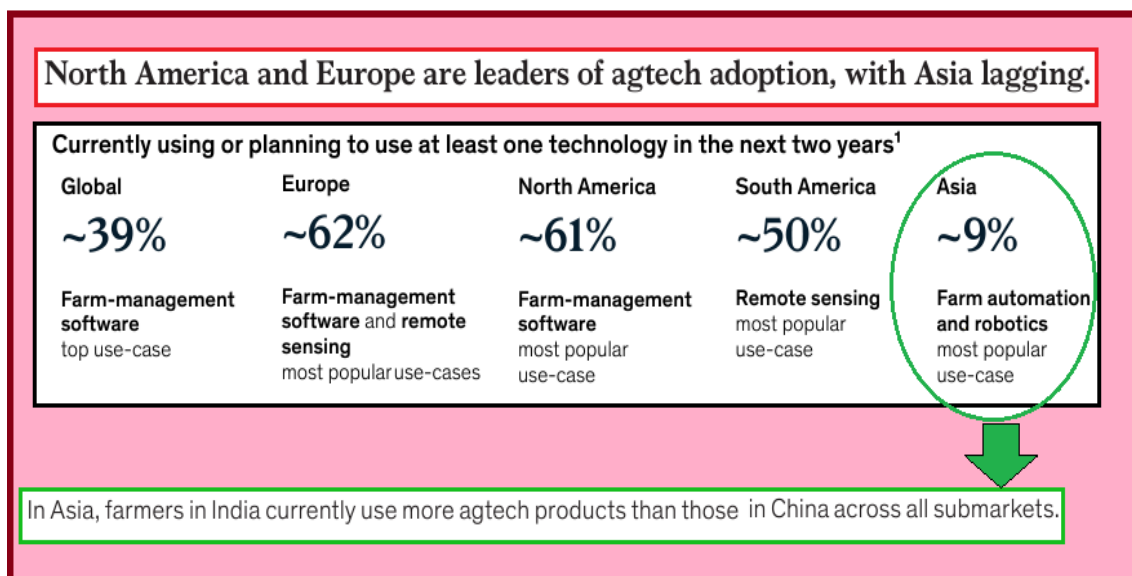 North America and Europe are leaders of agtech adoption, with Asia lagging.
Currently using or planning to use at least one technology in the next two years¹
Global
~39%
Farm-management
software
top use-case
Europe
~62%
Farm-management
software and remote
sensing
most popular use-cases
North America
~61%
Farm-management
software
most popular
use-case
South America
~50%
Remote sensing
most popular
use-case
Asia
~9%
Farm automation
and robotics
most popular
use-case
In Asia, farmers in India currently use more agtech products than those in China across all submarkets.